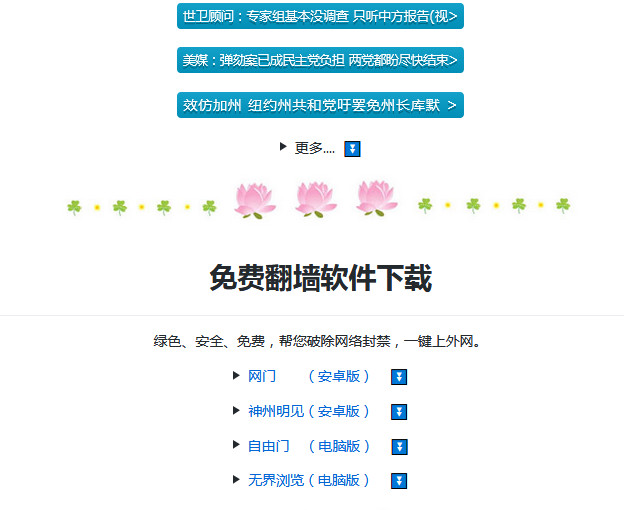 世卫顾问：专家组基本没调查 只听中方报告(视>
美媒：弹劾案已成民主党负担 两党都盼尽快结束>
效仿加州 纽约州共和党吁罢免州长库默 >
更多....
免费翻墙软件下载
绿色、安全、免费，帮您破除网络封禁，一键上外网。
网门 （安卓版）
神州明见（安卓版）
自由门 （电脑版）
无界浏览（电脑版）